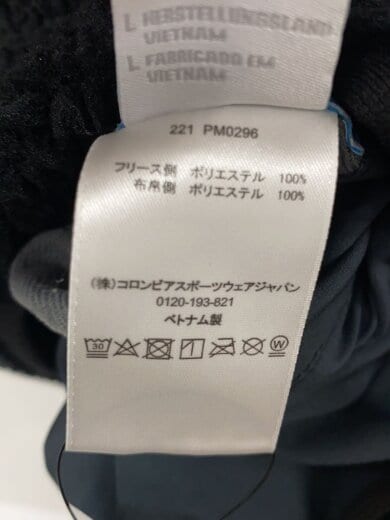 L HERSTELLUNGSLAND
VIETNAM
L FABRICADO EM
VIETNAM
221 PM0296
フリース側 ポリエステル 100%
布帛側 ポリエステル 100%
(株)コロンビアスポーツウェアジャパン
0120-193-821
ベトナム製
30
W